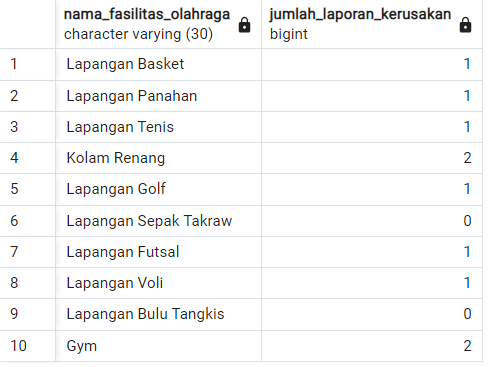 nama_fasilitas_olahraga jumlah_laporan_kerusakan
character varying (30) bigint
1 Lapangan Basket 1
2 Lapangan Panahan 1
3 Lapangan Tenis 1
4 Kolam Renang 2
5 Lapangan Golf 1
6 Lapangan Sepak Takraw 0
7 Lapangan Futsal 1
8 Lapangan Voli 1
9 Lapangan Bulu Tangkis 0
10 Gym 2